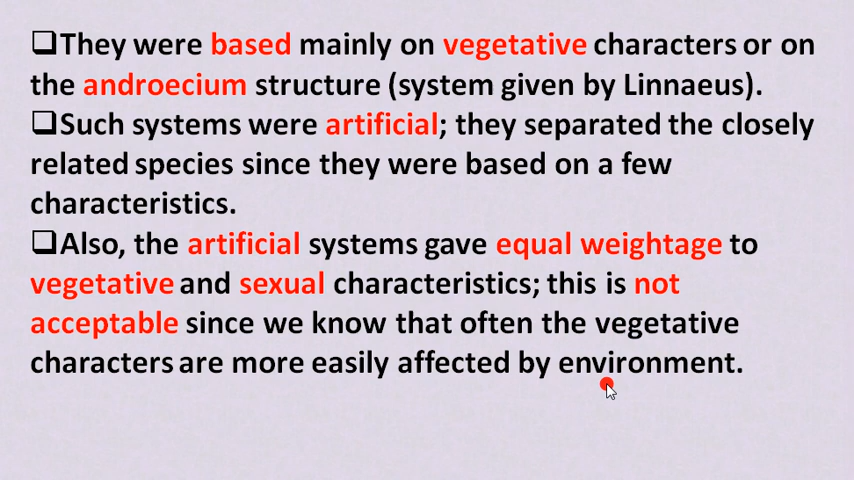 ❑They were based mainly on vegetative characters or on
the androecium structure (system given by Linnaeus).
❑Such systems were artificial; they separated the closely
related species since they were based on a few
characteristics.
❑Also, the artificial systems gave equal weightage to
vegetative and sexual characteristics; this is not
acceptable since we know that often the vegetative
characters are more easily affected by environment.